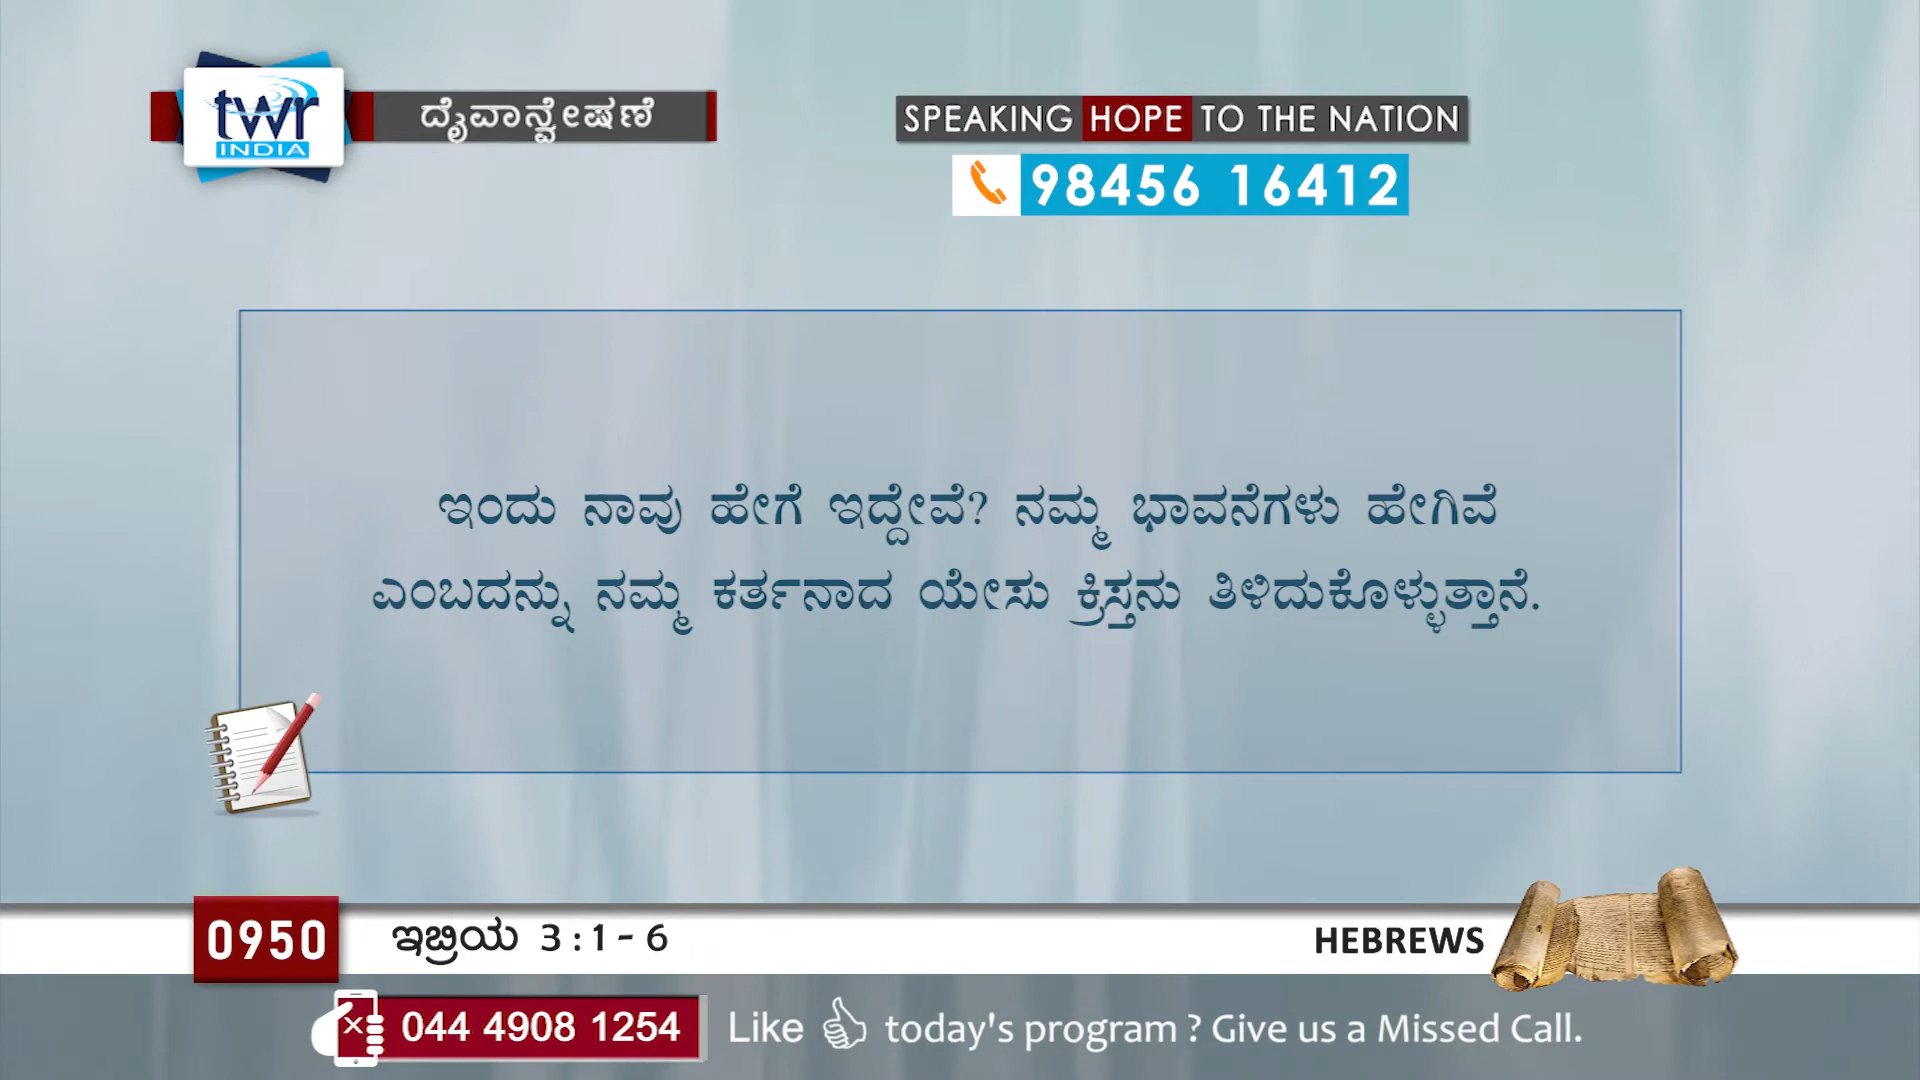 twr
INDIA
ದೈವಾನ್ವೇಷಣೆ
SPEAKING HOPE TO THE NATION
98456 16412
ಇಂದು ನಾವು ಹೇಗೆ ಇದ್ದೇವೆ? ನಮ್ಮ ಭಾವನೆಗಳು ಹೇಗಿವೆ
ಎಂಬದನ್ನು ನಮ್ಮ ಕರ್ತನಾದ ಯೇಸು ಕ್ರಿಸ್ತನು ತಿಳಿದುಕೊಳ್ಳುತ್ತಾನೆ.
0950 ಇಬ್ರಿಯ 3:1-6 HEBREWS
044 4908 1254 Like today's program ? Give us a Missed Call.